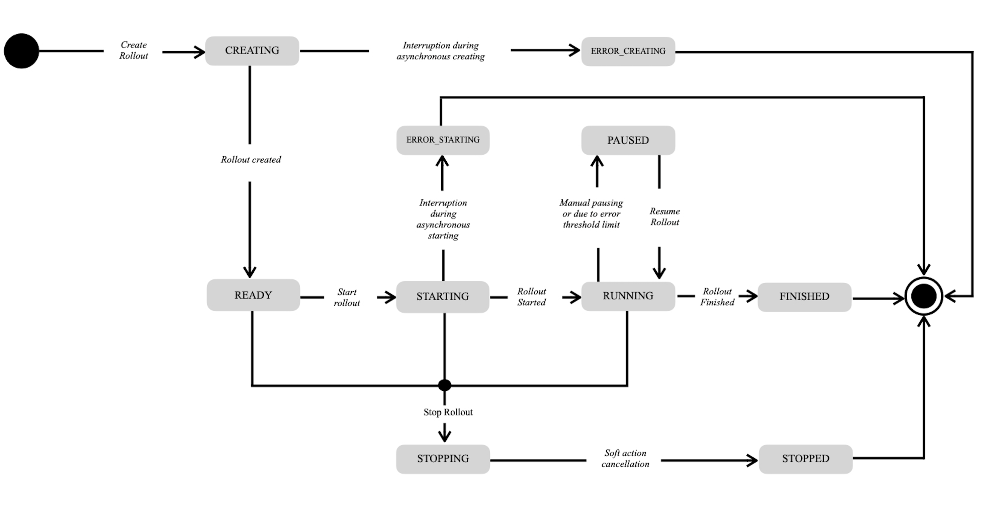 Create
Rollout
CREATING
Interruption during
asynchronous creating
ERROR_CREATING
ERROR_STARTING
PAUSED
Rollout created
Interruption
during
asynchronous
starting
Manual pausing
or due to error
threshold limit
Resume
Rollout
READY
Start
rollout
STARTING
Rollout
Started
RUNNING
Rollout
Finished
FINISHED
Stop Rollout
STOPPING
Soft action
cancellation
STOPPED